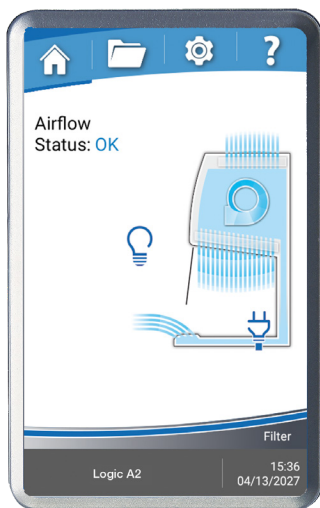 ?
Airflow
Status: OK
Filter
Logic A2
15:36
04/13/2027